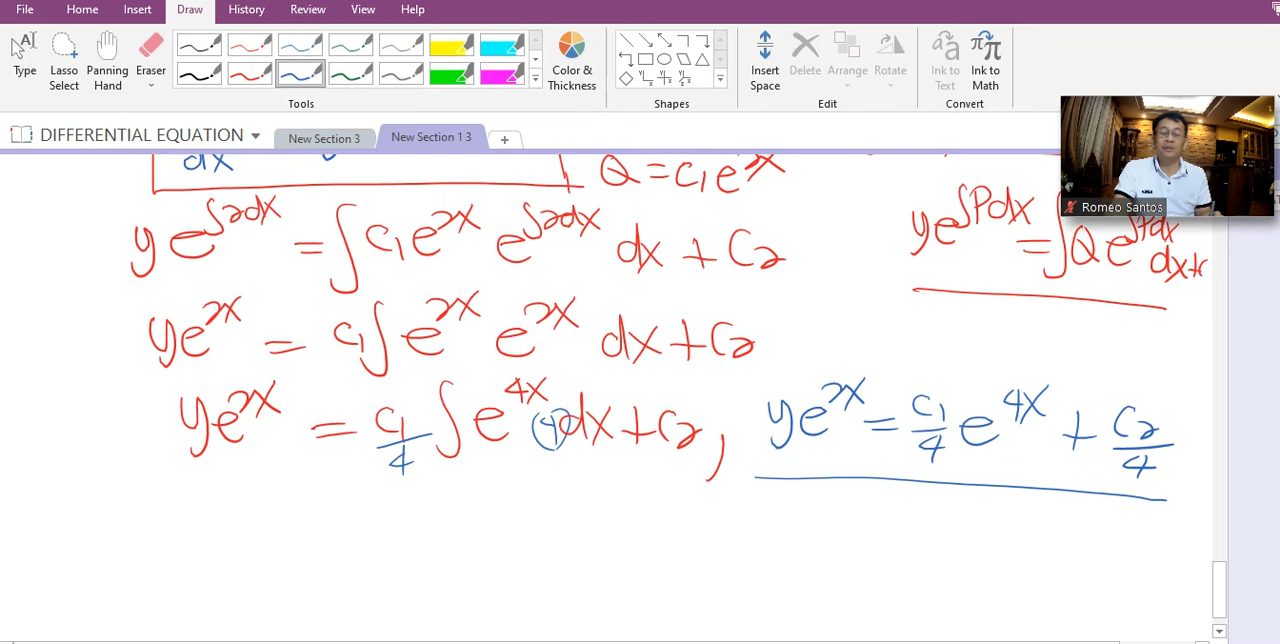 File Home Insert Draw History Review View Help
Type
Lasso Select
Panning Hand
Eraser
Color & Thickness
Insert Space
Delete
Arrange
Rotate
Ink to Text
Ink to Math
Tools
Shapes
Edit
Convert
DIFFERENTIAL EQUATION
New Section 3
New Section 1 3
Romeo Santos
dx
Q = c₁e^2x
ye^∫2dx = ∫ c₁e^2x e^∫2dx dx + C₂
ye^∫Pdx = ∫Q e^∫Pdx dx+c
ye^2x = c₁∫ e^2x e^2x dx + C₂
ye^2x = c₁/4 ∫ e^4x (4)dx + C₂, ye^2x = c₁/4 e^4x + C₂/4